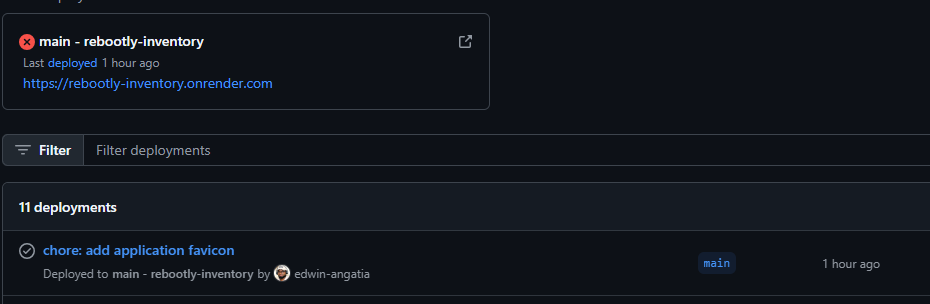 main - rebootly-inventory
Last deployed 1 hour ago
https://rebootly-inventory.onrender.com
Filter
Filter deployments
11 deployments
chore: add application favicon
Deployed to main - rebootly-inventory by edwin-angatia
main
1 hour ago